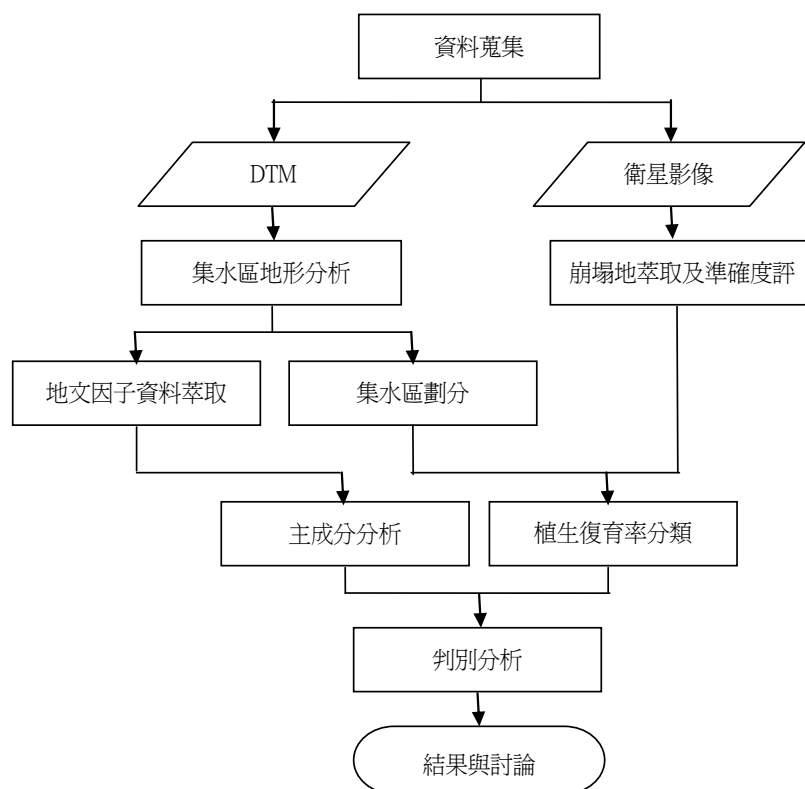 資料蒐集
DTM
衛星影像
集水區地形分析
崩塌地萃取及準確度評
地文因子資料萃取
集水區劃分
主成分分析
植生復育率分類
判別分析
結果與討論